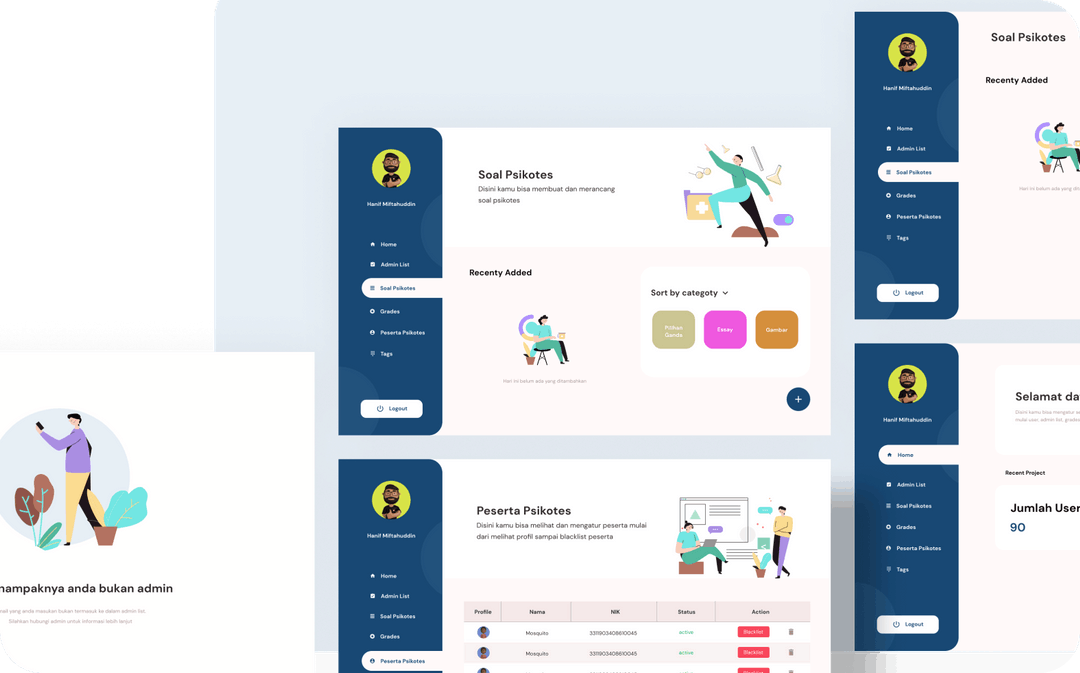 nampaknya anda bukan admin
mail yang anda masukan bukan termasuk ke dalam admin list
Silahkan hubungi admin untuk informasi lebih lanjut
Hanif Miftahuddin
Home
Admin List
Soal Psikotes
Grades
Peserta Psikotes
Tags
Logout
Soal Psikotes
Disini kamu bisa membuat dan merancang
soal psikotes
Recenty Added
Hari ini belum ada yang ditambahkan
Sort by categoty
Pilihan
Ganda
Essay
Gambar
+
Hanif Miftahuddin
Home
Admin List
Soal Psikotes
Grades
Peserta Psikotes
Peserta Psikotes
Disini kamu bisa melihat dan mengatur peserta mulai
dari melihat profil sampai blacklist peserta
Profile Nama NIK Status Action
Mosquito 3311903408610045 active Blacklist
Mosquito 3311903408610045 active Blacklist
Hanif Miftahuddin
Home
Admin List
Soal Psikotes
Grades
Peserta Psikotes
Tags
Logout
Soal Psikotes
Recenty Added
Hari ini belum ada yang dita
Hanif Miftahuddin
Home
Admin List
Soal Psikotes
Grades
Peserta Psikotes
Tags
Logout
Selamat da
Disini kamu bisa mengatur se
mulai user, admin list, grades
Recent Project
Jumlah User
90